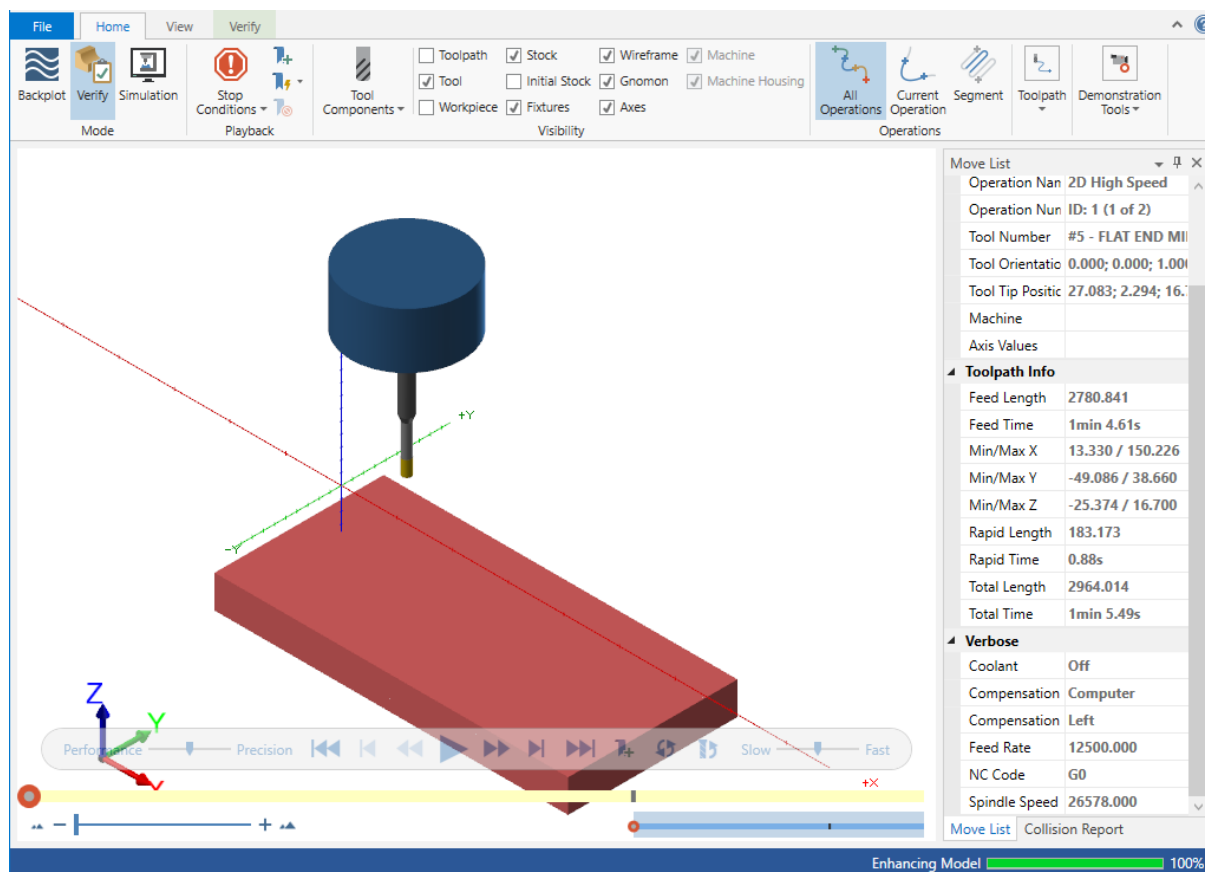 File Home View Verify
Toolpath Stock Wireframe Machine
Tool Initial Stock Gnomon Machine Housing
Workpiece Fixtures Axes
Backplot Verify Simulation
Stop Conditions
Tool Components
All Operations
Current Operation
Segment
Toolpath
Demonstration Tools
Mode Playback Visibility Operations
Move List
Operation Nan 2D High Speed
Operation Nun ID: 1 (1 of 2)
Tool Number #5 - FLAT END MI
Tool Orientatio 0.000; 0.000; 1.00
Tool Tip Positic 27.083; 2.294; 16.
Machine
Axis Values
Toolpath Info
Feed Length 2780.841
Feed Time 1min 4.61s
Min/Max X 13.330 / 150.226
Min/Max Y -49.086 / 38.660
Min/Max Z -25.374 / 16.700
Rapid Length 183.173
Rapid Time 0.88s
Total Length 2964.014
Total Time 1min 5.49s
Verbose
Coolant Off
Compensation Computer
Compensation Left
Feed Rate 12500.000
NC Code G0
Spindle Speed 26578.000
Move List Collision Report
+Y
-Y
+X
Z
Y
Performance Precision Slow Fast
Enhancing Model 100%